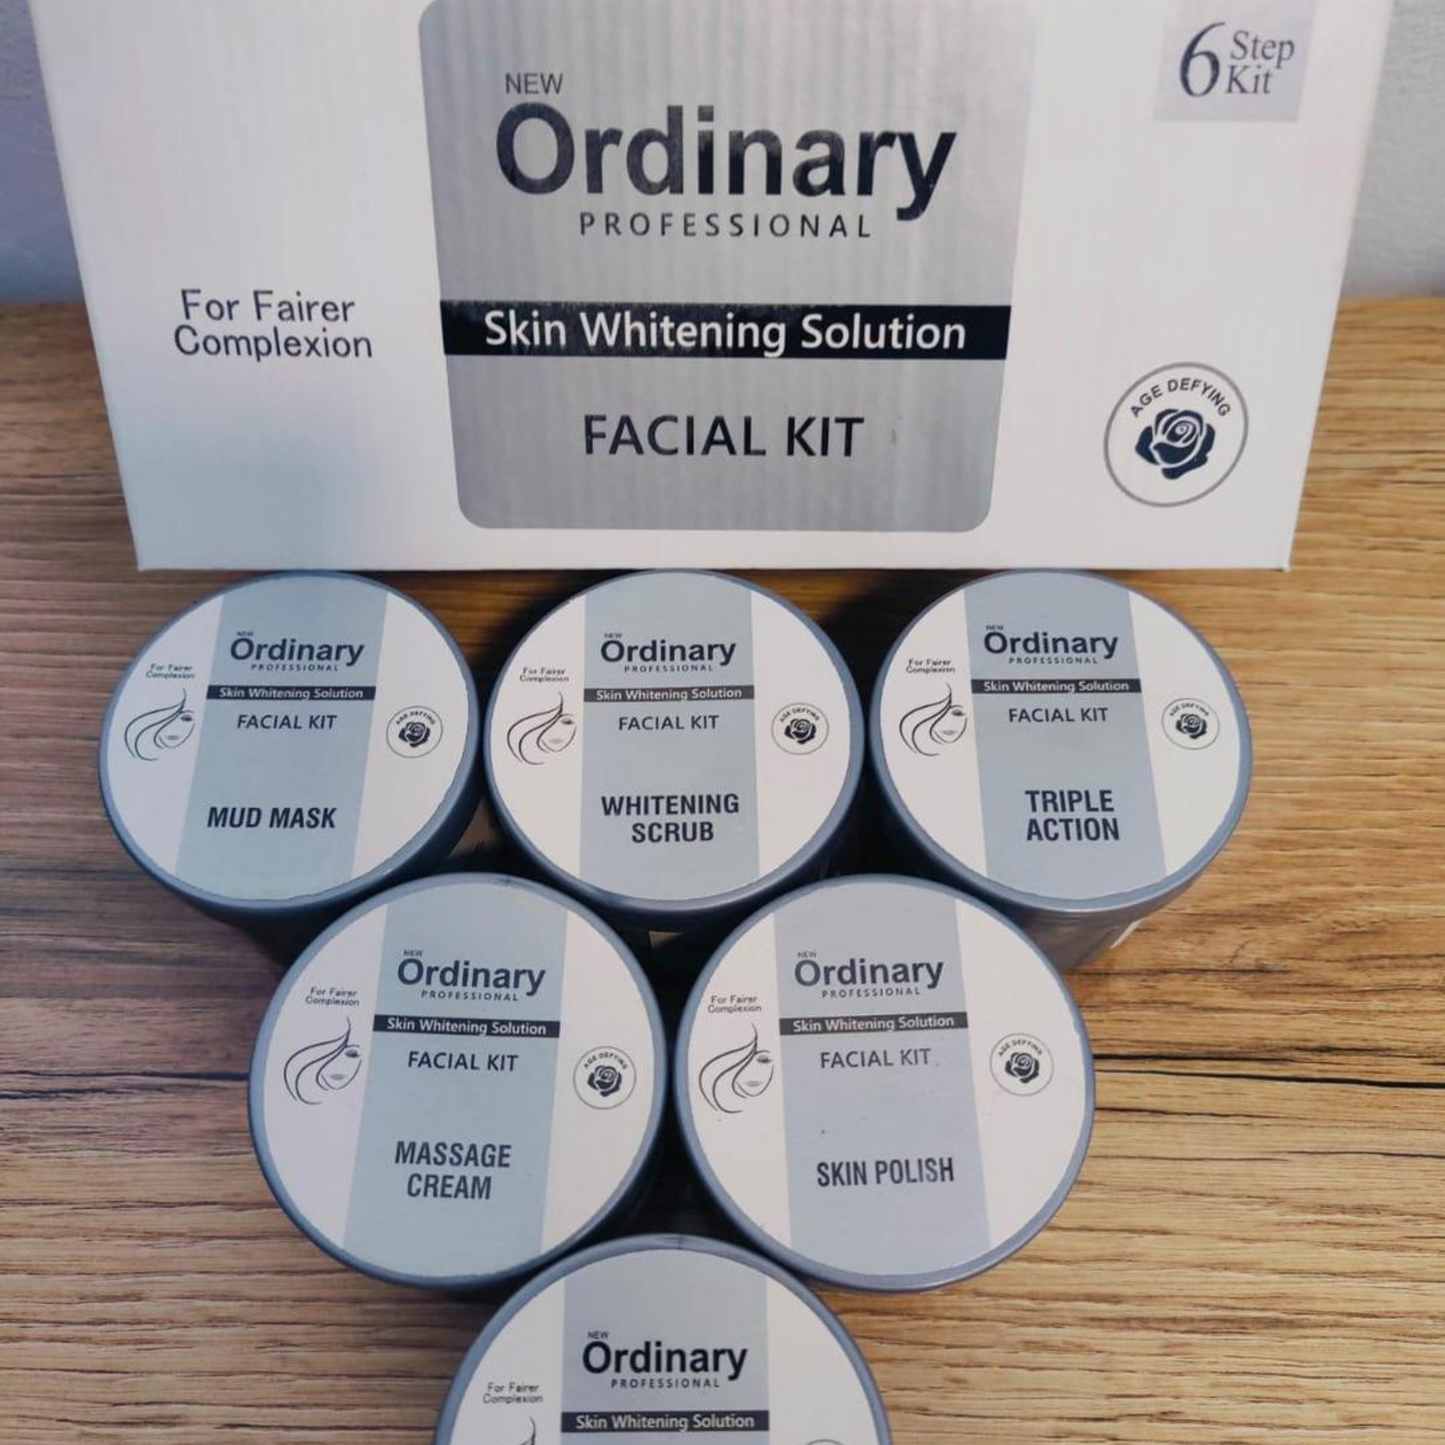 NEW
Ordinary
PROFESSIONAL
6 Step
Kit
For Fairer
Complexion
Skin Whitening Solution
FACIAL KIT
AGE DEFYING
NEW
Ordinary
PROFESSIONAL
For Fairer
Complexion
Skin Whitening Solution
FACIAL KIT
AGE DEFYING
MUD MASK
NEW
Ordinary
PROFESSIONAL
For Fairer
Complexion
Skin Whitening Solution
FACIAL KIT
AGE DEFYING
WHITENING
SCRUB
NEW
Ordinary
PROFESSIONAL
For Fairer
Complexion
Skin Whitening Solution
FACIAL KIT
AGE DEFYING
TRIPLE
ACTION
NEW
Ordinary
PROFESSIONAL
For Fairer
Complexion
Skin Whitening Solution
FACIAL KIT
AGE DEFYING
MASSAGE
CREAM
NEW
Ordinary
PROFESSIONAL
For Fairer
Complexion
Skin Whitening Solution
FACIAL KIT
AGE DEFYING
SKIN POLISH
NEW
Ordinary
PROFESSIONAL
For Fairer
Complexion
Skin Whitening Solution